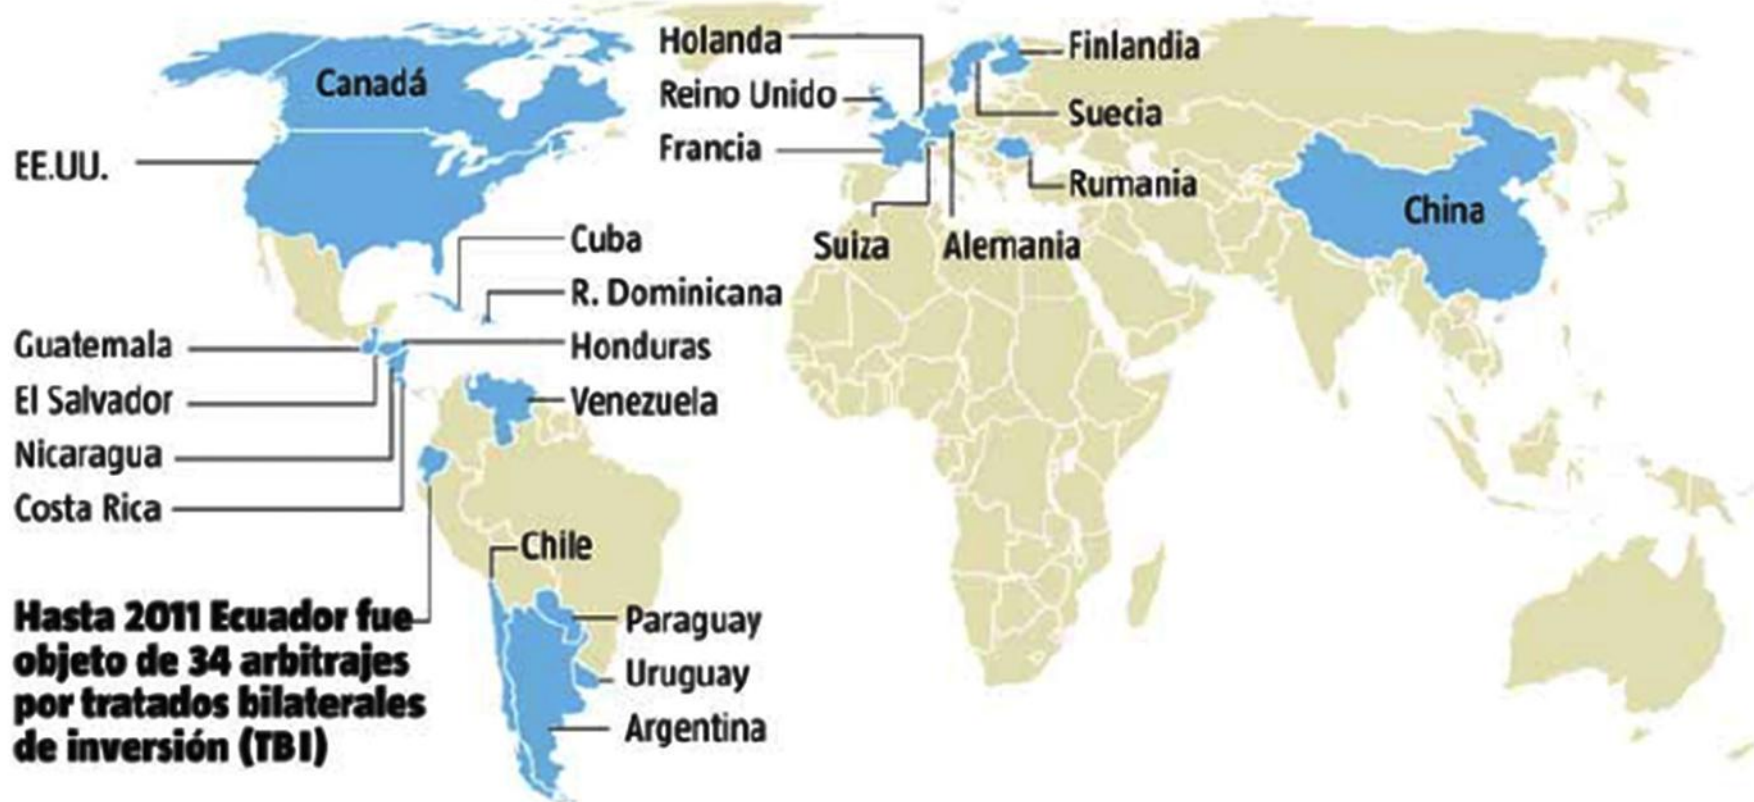 Canadá
EE.UU.
Cuba
R. Dominicana
Guatemala
Honduras
El Salvador
Venezuela
Nicaragua
Costa Rica
Chile
Paraguay
Uruguay
Argentina
Hasta 2011 Ecuador fue
objeto de 34 arbitrajes
por tratados bilaterales
de inversión (TBI)
Holanda
Reino Unido
Francia
Suiza
Alemania
Finlandia
Suecia
Rumania
China